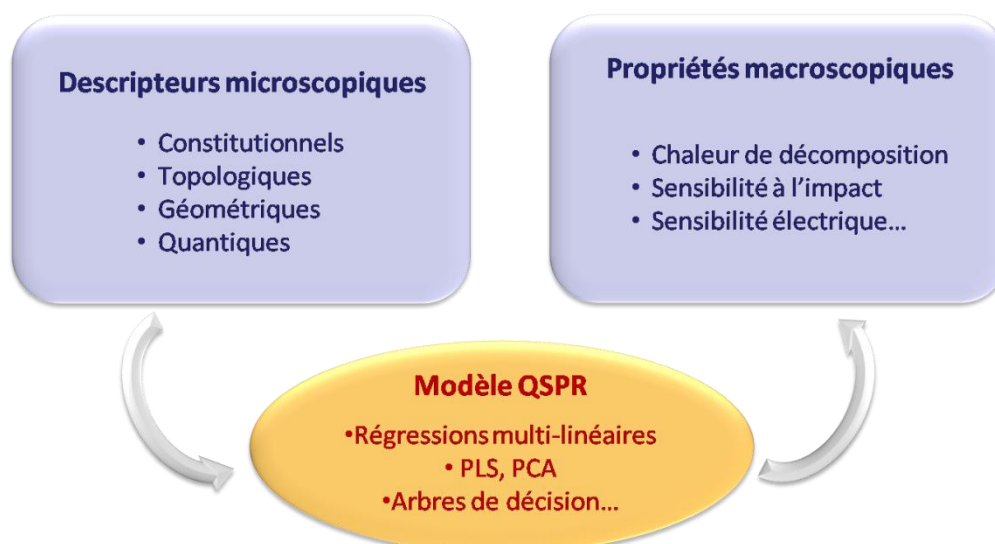 Descripteurs microscopiques
• Constitutionnels
• Topologiques
• Géométriques
• Quantiques
Propriétés macroscopiques
• Chaleur de décomposition
• Sensibilité à l’impact
• Sensibilité électrique…
Modèle QSPR
•Régressions multi-linéaires
• PLS, PCA
•Arbres de décision…